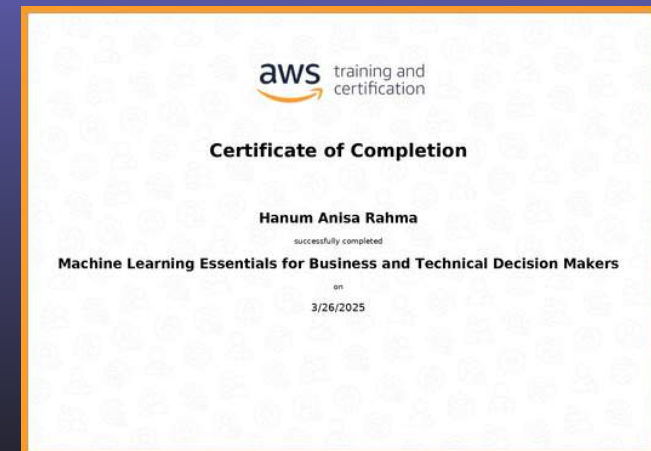 aws training and
certification
Certificate of Completion
Hanum Anisa Rahma
successfully completed
Machine Learning Essentials for Business and Technical Decision Makers
on
3/26/2025